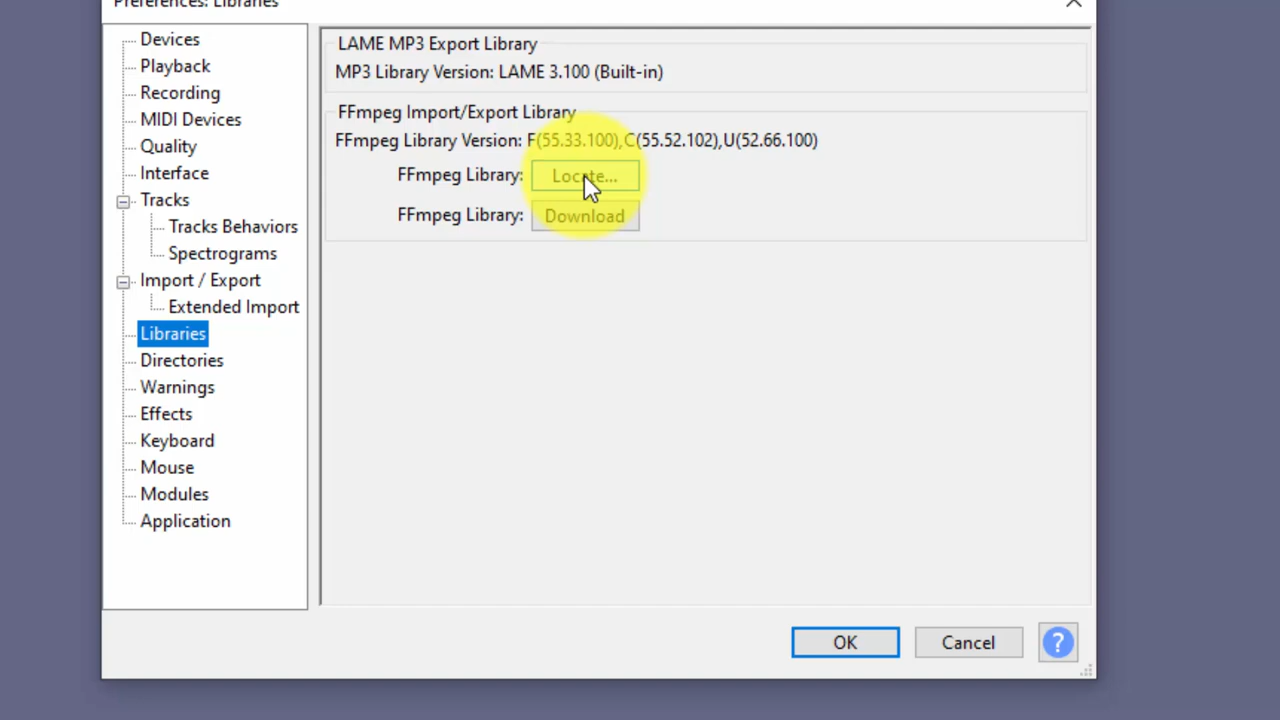 Preferences: Libraries
Devices
Playback
Recording
MIDI Devices
Quality
Interface
Tracks
Tracks Behaviors
Spectrograms
Import / Export
Extended Import
Libraries
Directories
Warnings
Effects
Keyboard
Mouse
Modules
Application
LAME MP3 Export Library
MP3 Library Version: LAME 3.100 (Built-in)
FFmpeg Import/Export Library
FFmpeg Library Version: F(55.33.100),C(55.52.102),U(52.66.100)
FFmpeg Library: Locate...
FFmpeg Library: Download
OK Cancel ?